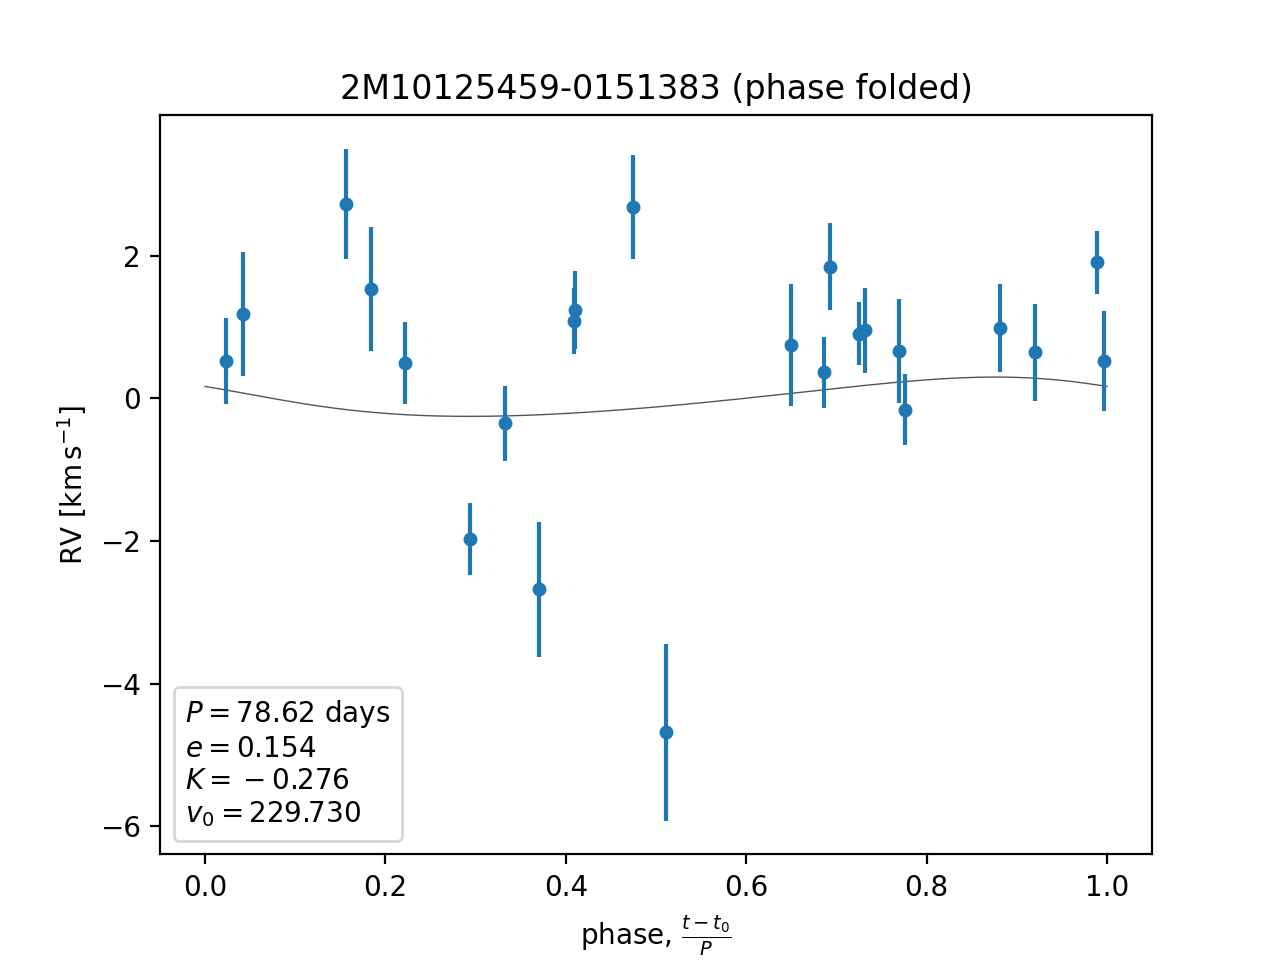 2M10125459-0151383 (phase folded)
RV [km s⁻¹]
2
0
−2
−4
−6
P = 78.62 days
e = 0.154
K = −0.276
v₀ = 229.730
0.0 0.2 0.4 0.6 0.8 1.0
phase, (t − t₀)/P